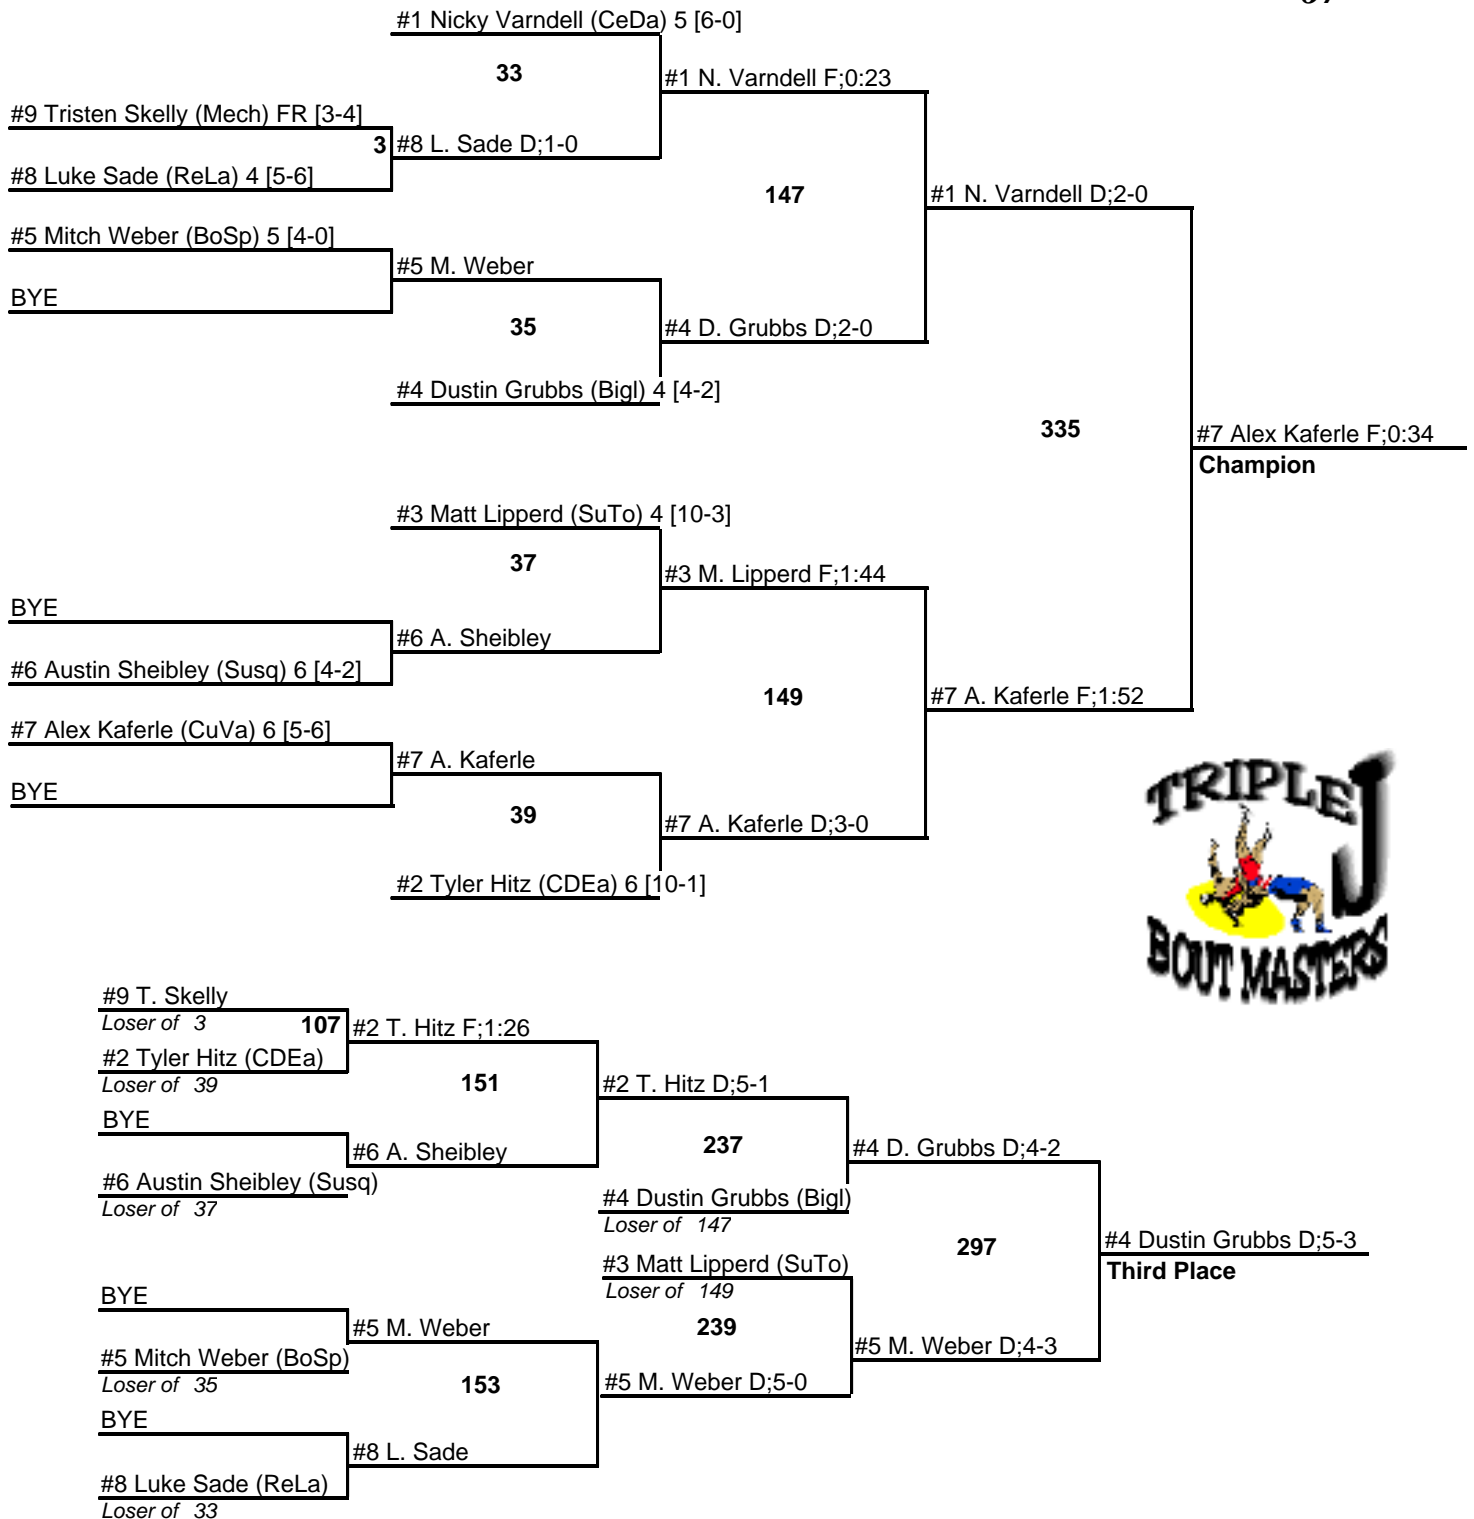 #1 Nicky Varndell (CeDa) 5 [6-0]
33
#1 N. Varndell F;0:23
#9 Tristen Skelly (Mech) FR [3-4]
3
#8 L. Sade D;1-0
#8 Luke Sade (ReLa) 4 [5-6]
147
#1 N. Varndell D;2-0
#5 Mitch Weber (BoSp) 5 [4-0]
#5 M. Weber
BYE
35
#4 D. Grubbs D;2-0
#4 Dustin Grubbs (Bigl) 4 [4-2]
335
#7 Alex Kaferle F;0:34
Champion
#3 Matt Lipperd (SuTo) 4 [10-3]
37
#3 M. Lipperd F;1:44
BYE
#6 A. Sheibley
#6 Austin Sheibley (Susq) 6 [4-2]
149
#7 A. Kaferle F;1:52
#7 Alex Kaferle (CuVa) 6 [5-6]
#7 A. Kaferle
BYE
39
#7 A. Kaferle D;3-0
#2 Tyler Hitz (CDEa) 6 [10-1]
TRIPLE J
BOUT MASTERS
#9 T. Skelly
Loser of 3
107
#2 T. Hitz F;1:26
#2 Tyler Hitz (CDEa)
Loser of 39
151
#2 T. Hitz D;5-1
BYE
#6 A. Sheibley
237
#4 D. Grubbs D;4-2
#6 Austin Sheibley (Susq)
Loser of 37
#4 Dustin Grubbs (Bigl)
Loser of 147
297
#4 Dustin Grubbs D;5-3
Third Place
#3 Matt Lipperd (SuTo)
Loser of 149
BYE
#5 M. Weber
239
#5 M. Weber D;4-3
#5 Mitch Weber (BoSp)
Loser of 35
153
#5 M. Weber D;5-0
BYE
#8 L. Sade
#8 Luke Sade (ReLa)
Loser of 33